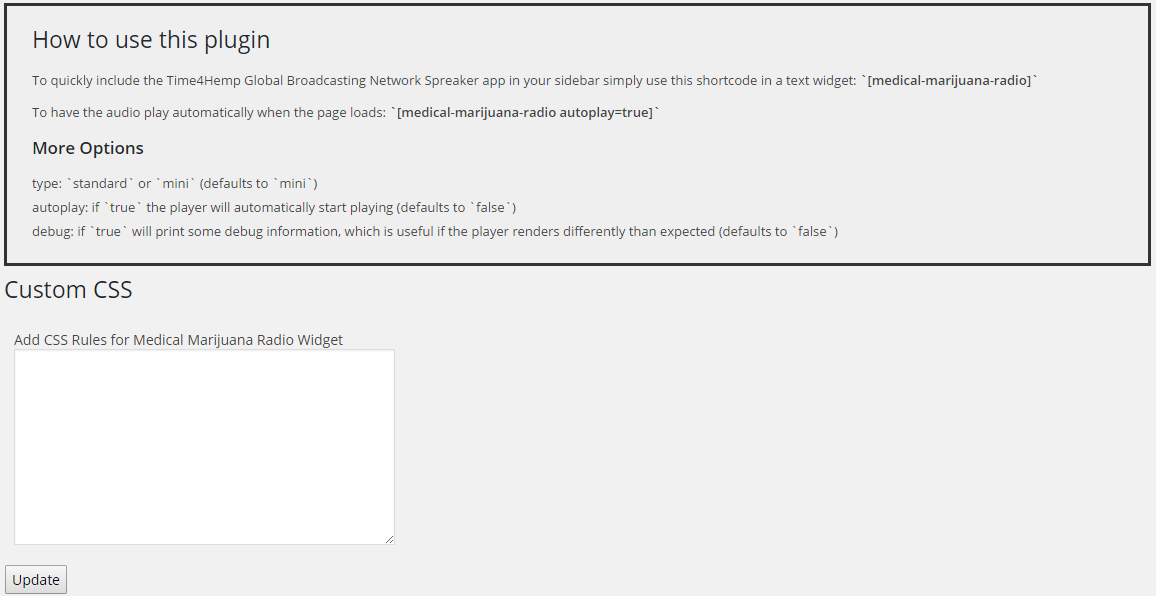 How to use this plugin
To quickly include the Time4Hemp Global Broadcasting Network Spreaker app in your sidebar simply use this shortcode in a text widget: `[medical-marijuana-radio]`
To have the audio play automatically when the page loads: `[medical-marijuana-radio autoplay=true]`
More Options
type: `standard` or `mini` (defaults to `mini`)
autoplay: if `true` the player will automatically start playing (defaults to `false`)
debug: if `true` will print some debug information, which is useful if the player renders differently than expected (defaults to `false`)
Custom CSS
Add CSS Rules for Medical Marijuana Radio Widget
Update